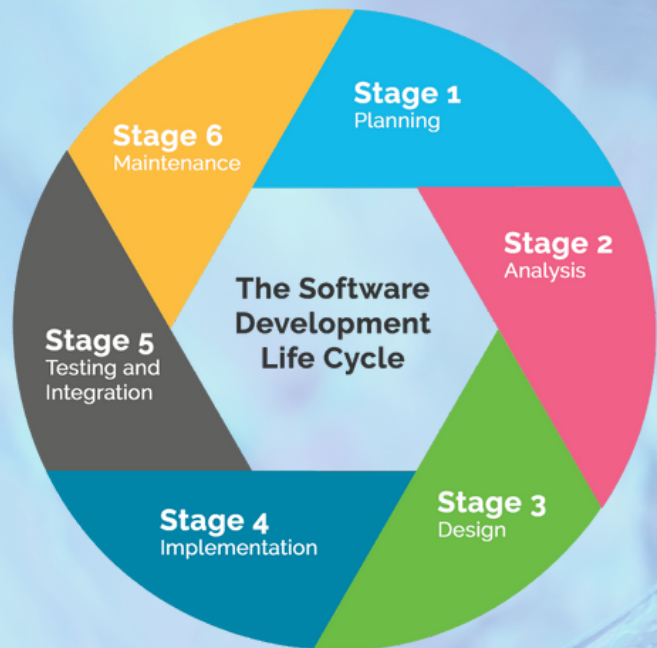 Stage 1
Planning
Stage 2
Analysis
Stage 3
Design
Stage 4
Implementation
Stage 5
Testing and
Integration
Stage 6
Maintenance
The Software
Development
Life Cycle